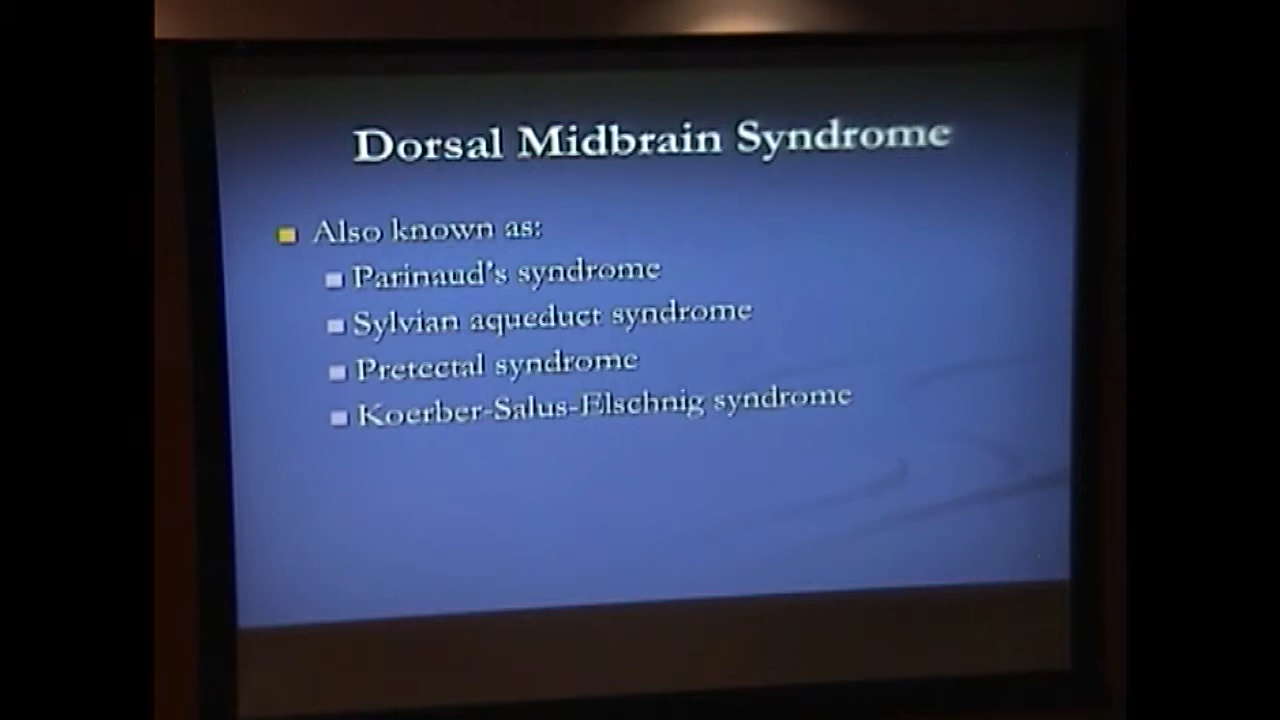 Dorsal Midbrain Syndrome
Also known as:
Parinaud's syndrome
Sylvian aqueduct syndrome
Pretectal syndrome
Koerber-Salus-Elschnig syndrome